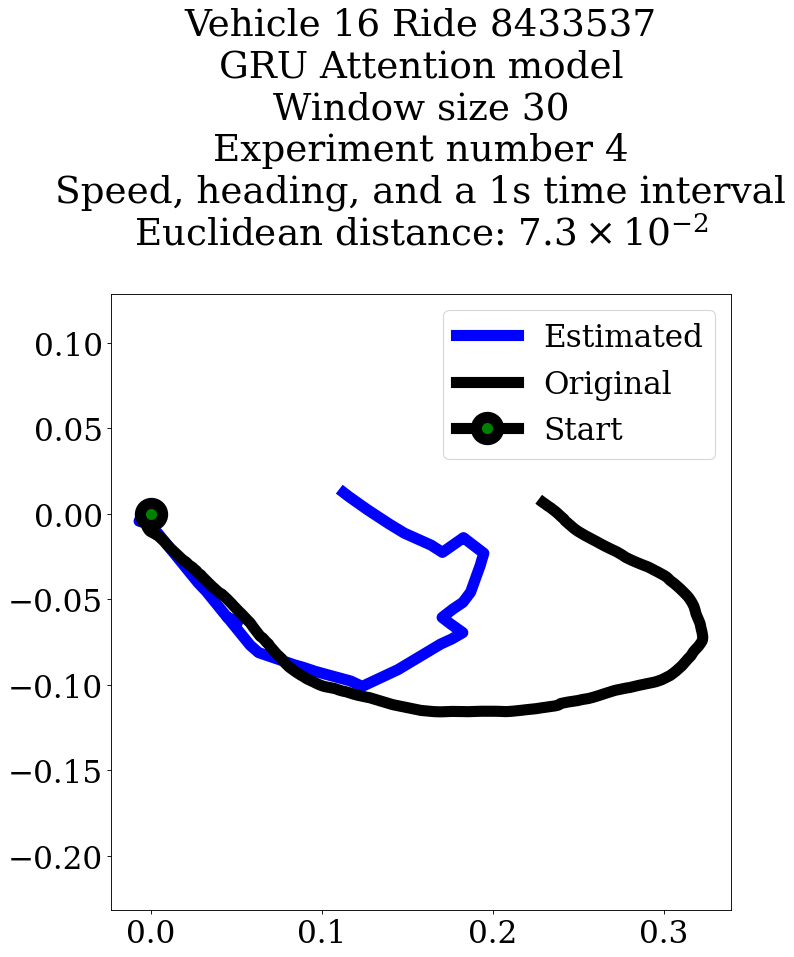 Vehicle 16 Ride 8433537
GRU Attention model
Window size 30
Experiment number 4
Speed, heading, and a 1s time interval
Euclidean distance: 7.3 × 10⁻²
Estimated
Original
Start
0.10
0.05
0.00
−0.05
−0.10
−0.15
−0.20
0.0 0.1 0.2 0.3